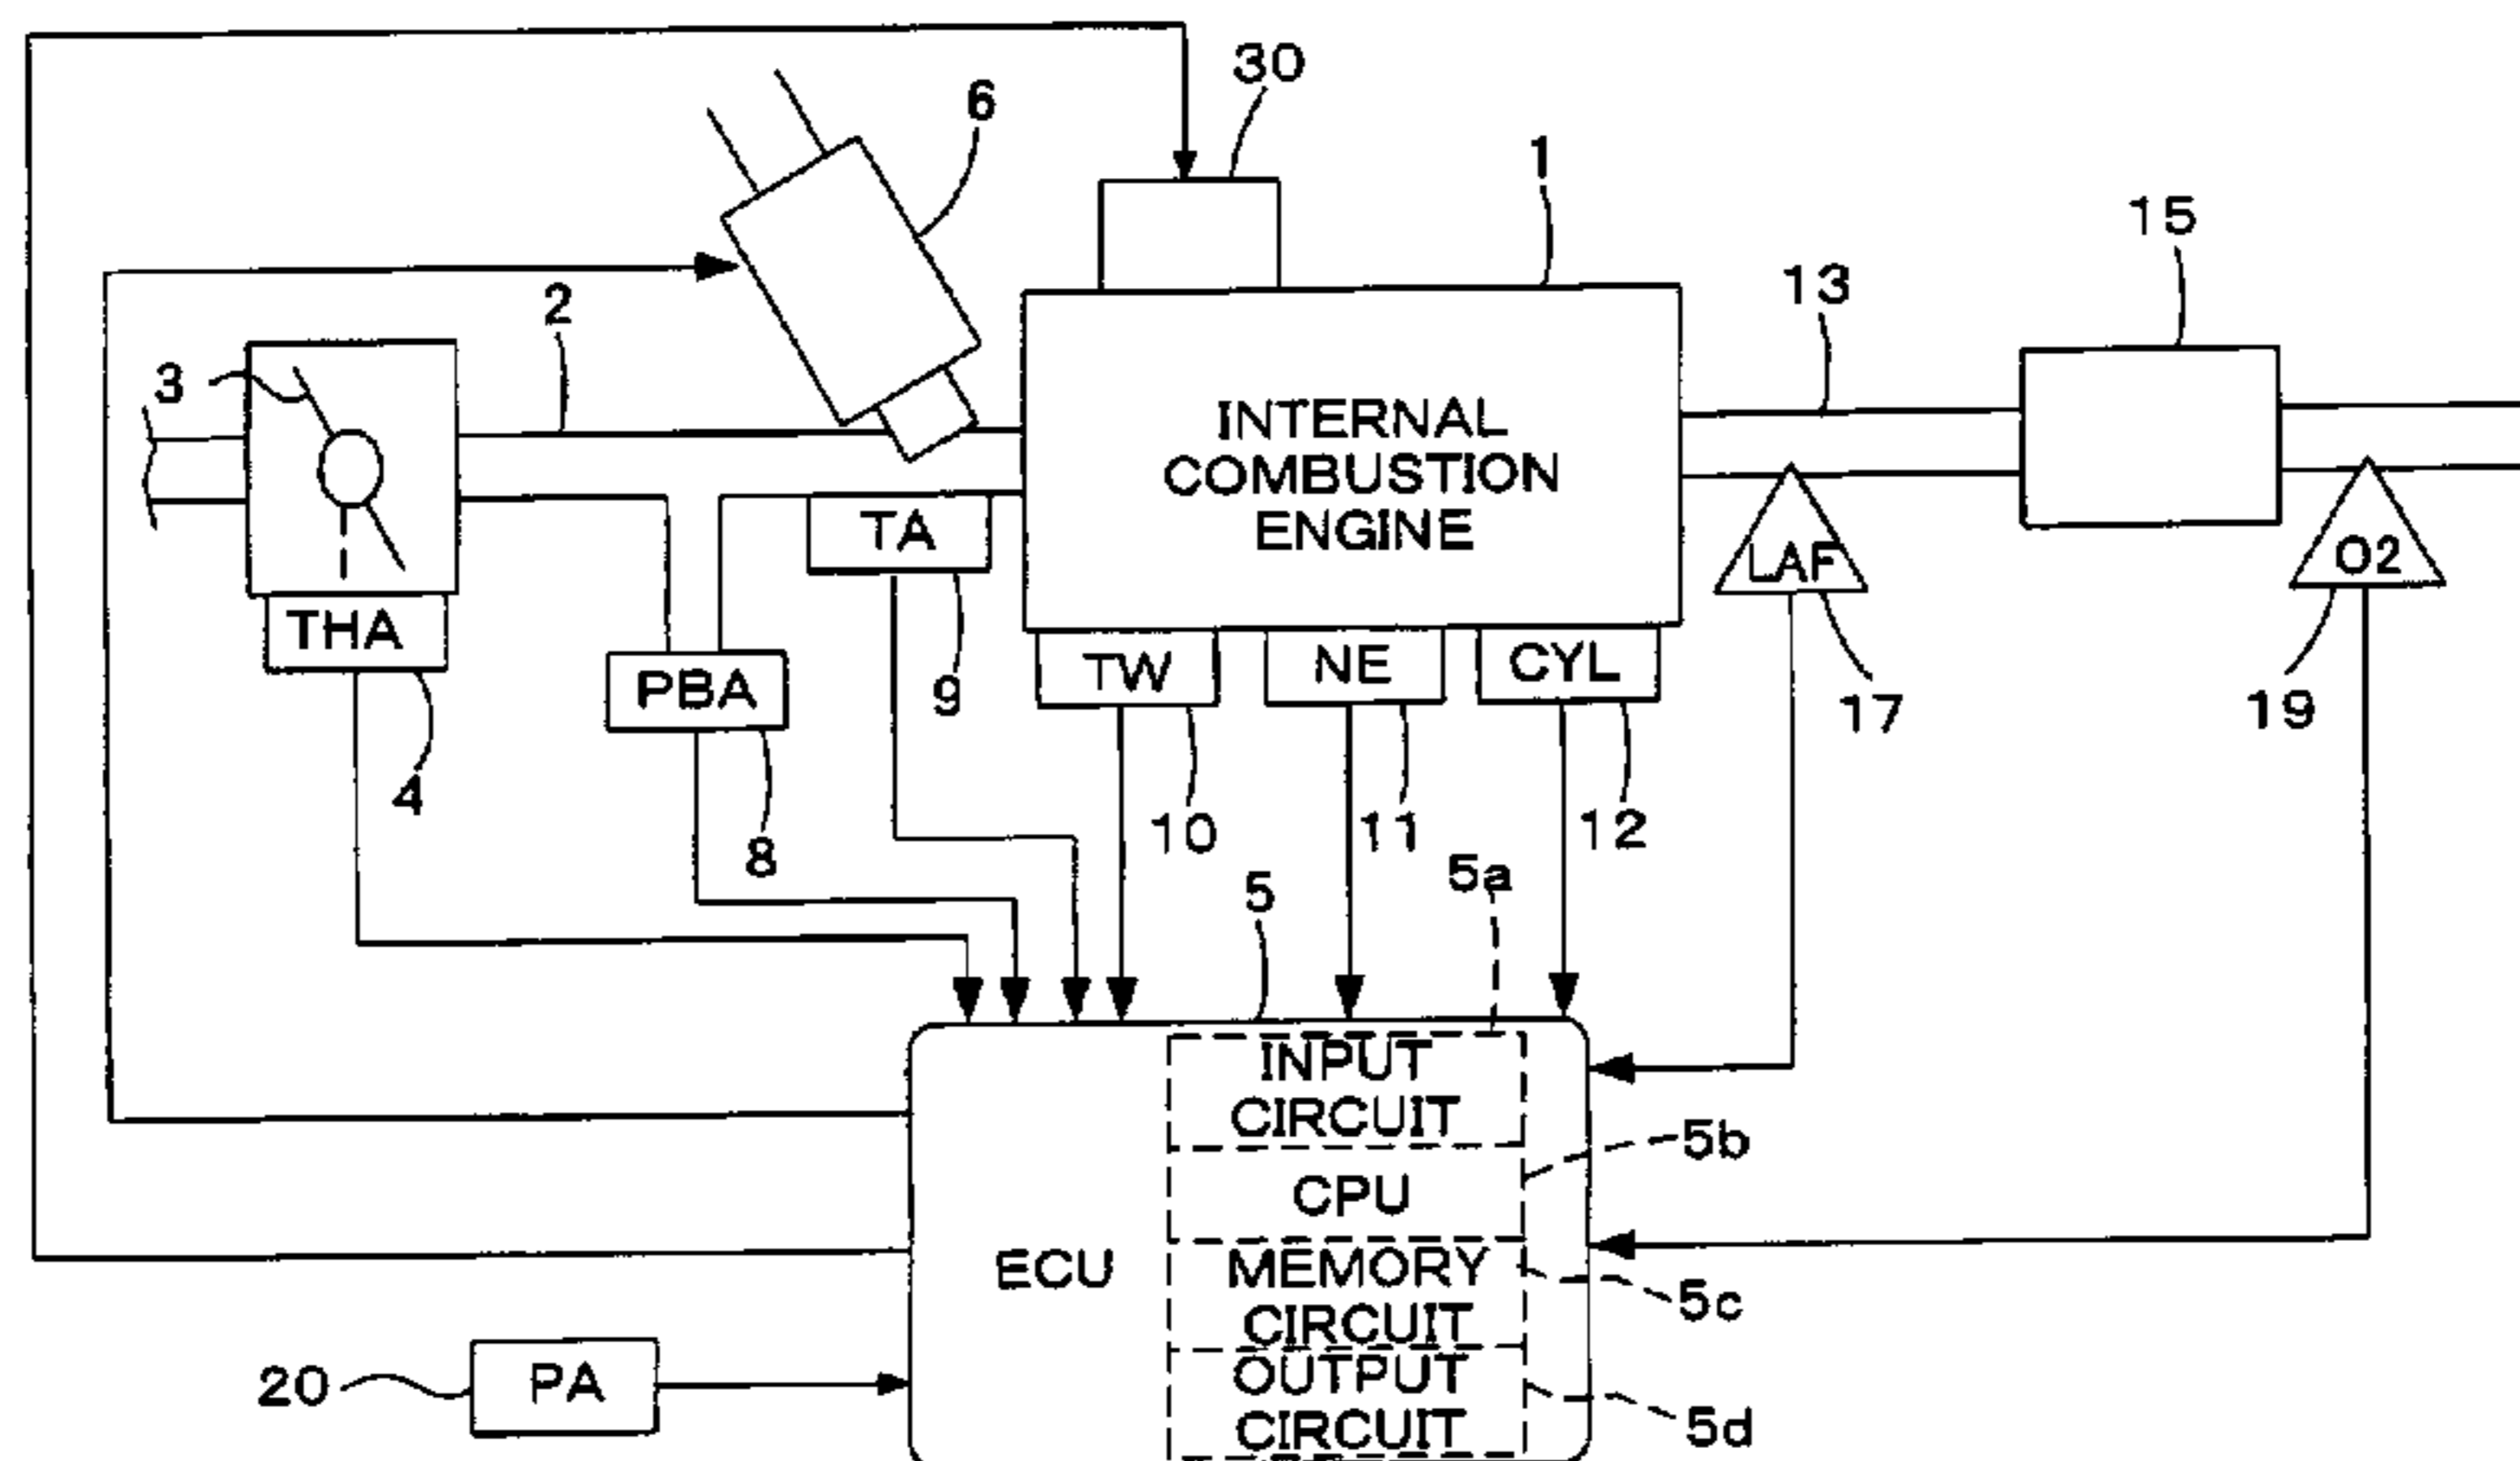 30
6
1
15
13
2
3
INTERNAL
COMBUSTION
ENGINE
TA
LAF
O2
THA
PBA
TW
NE
CYL
9
17
19
4
8
10
11
12
5
5a
INPUT
CIRCUIT
5b
CPU
ECU
MEMORY
CIRCUIT
5c
OUTPUT
CIRCUIT
5d
20
PA